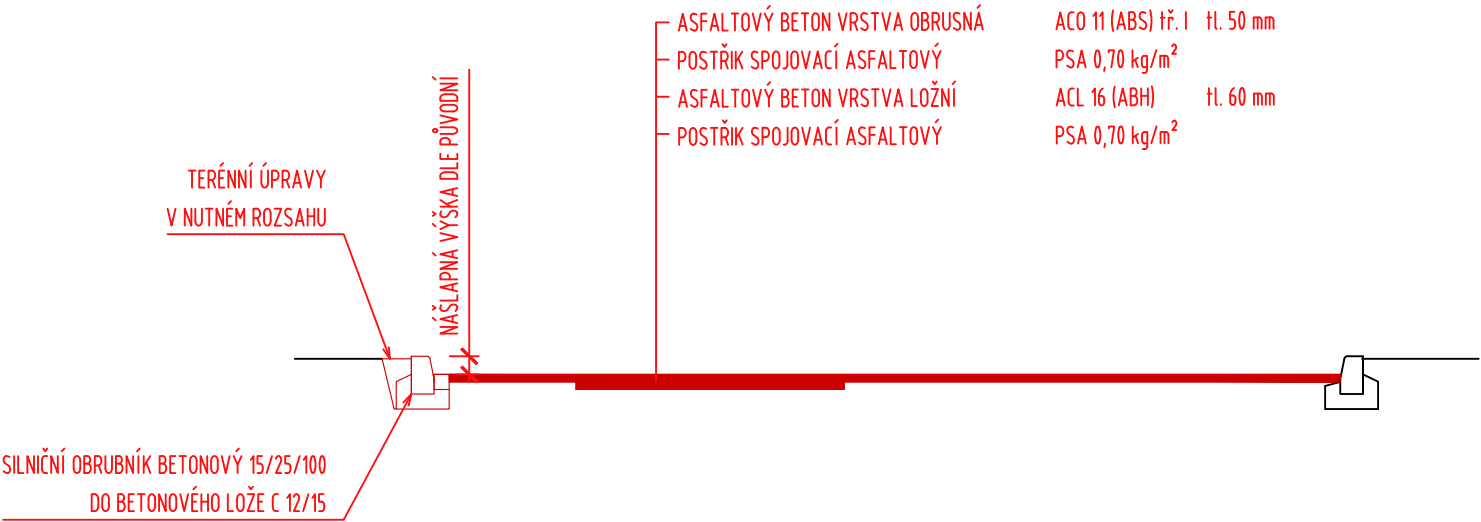 ASFALTOVÝ BETON VRSTVA OBRUSNÁ ACO 11 (ABS) tř. I tl. 50 mm
POSTŘIK SPOJOVACÍ ASFALTOVÝ PSA 0,70 kg/m²
ASFALTOVÝ BETON VRSTVA LOŽNÍ ACL 16 (ABH) tl. 60 mm
POSTŘIK SPOJOVACÍ ASFALTOVÝ PSA 0,70 kg/m²
NÁŠLAPNÁ VÝŠKA DLE PŮVODNÍ
TERÉNNÍ ÚPRAVY
V NUTNÉM ROZSAHU
SILNIČNÍ OBRUBNÍK BETONOVÝ 15/25/100
DO BETONOVÉHO LOŽE C 12/15